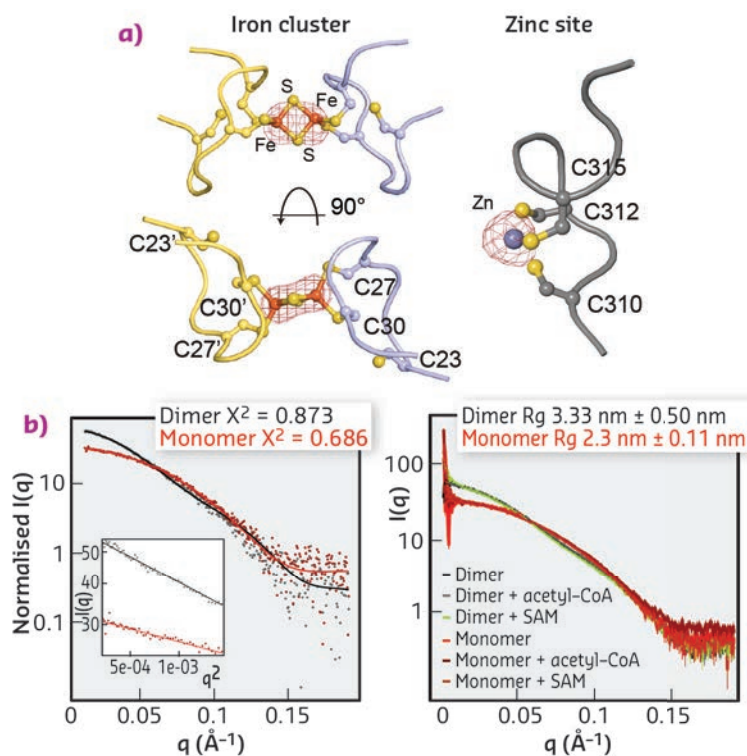 a)
Iron cluster
Zinc site
S
Fe
Fe
S
90°
C23'
C30'
C27'
C27
C30
C23
C315
Zn
C312
C310
b)
Dimer X² = 0.873
Monomer X² = 0.686
Normalised I(q)
10
1
0.1
I(q)
50
40
30
5e-04 1e-03
q2
0 0.05 0.1 0.15
q (Å⁻¹)
Dimer Rg 3.33 nm ± 0.50 nm
Monomer Rg 2.3 nm ± 0.11 nm
I(q)
100
10
1
Dimer
Dimer + acetyl-CoA
Dimer + SAM
Monomer
Monomer + acetyl-CoA
Monomer + SAM
0 0.05 0.1 0.15
q (Å⁻¹)